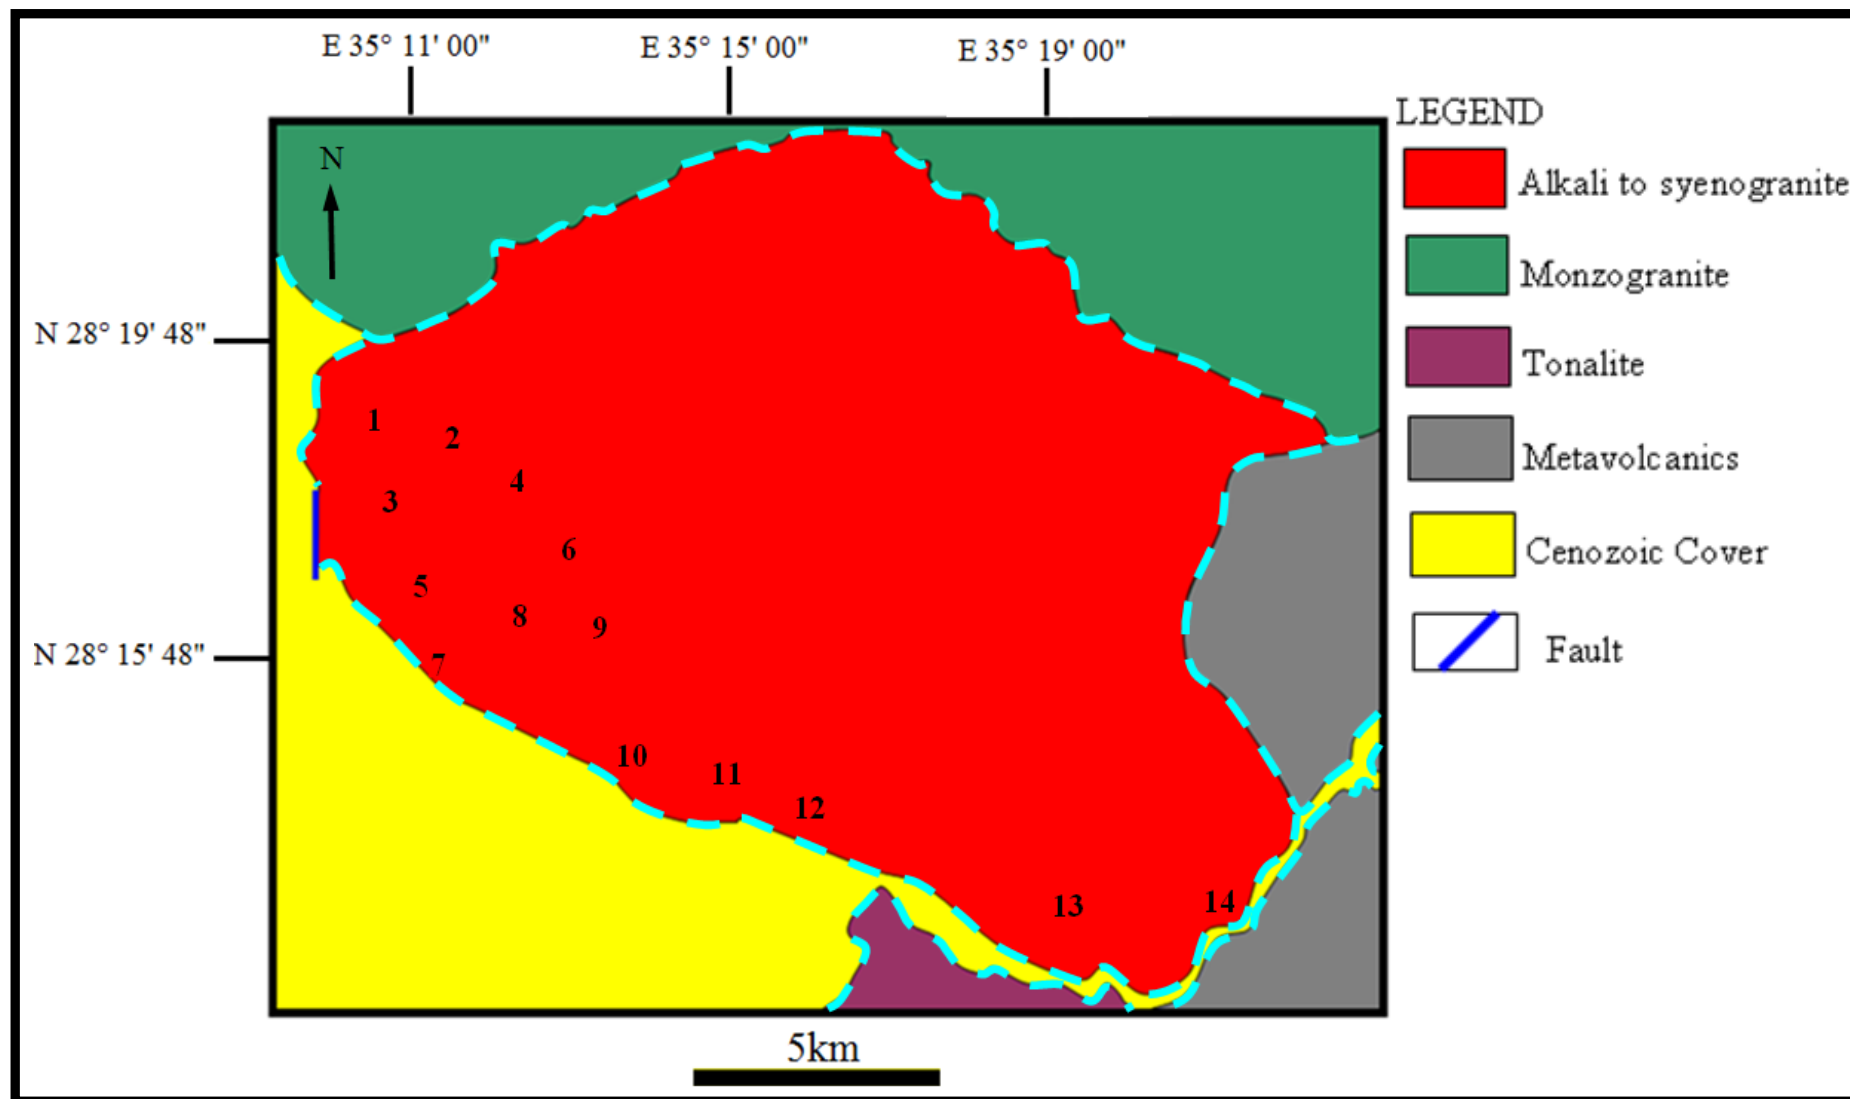 E 35° 11' 00"
E 35° 15' 00"
E 35° 19' 00"
LEGEND
N
Alkali to syenogranite
Monzogranite
N 28° 19' 48"
Tonalite
1
2
Metavolcanics
4
3
6
Cenozoic Cover
5
8
9
Fault
N 28° 15' 48"
7
10
11
12
13
14
5km